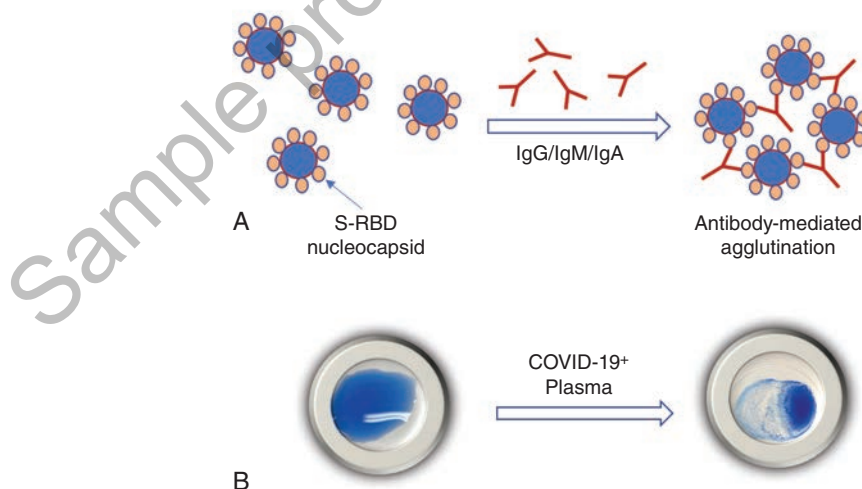 Sample pro
IgG/IgM/IgA
A
S-RBD
nucleocapsid
Antibody-mediated
agglutination
COVID-19+
Plasma
B